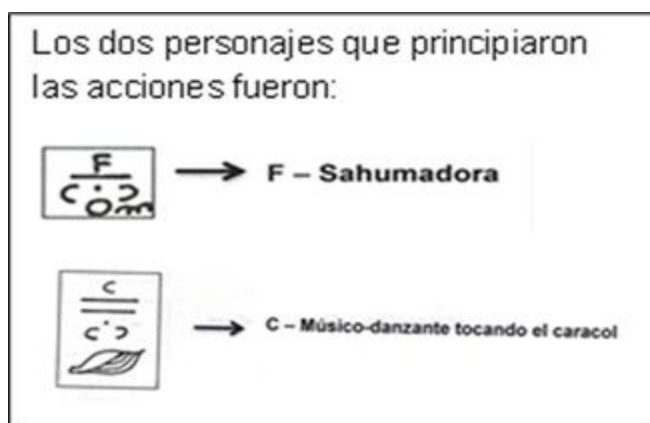 Los dos personajes que principiaron
las acciones fueron:
F
F – Sahumadora
C
C – Músico-danzante tocando el caracol